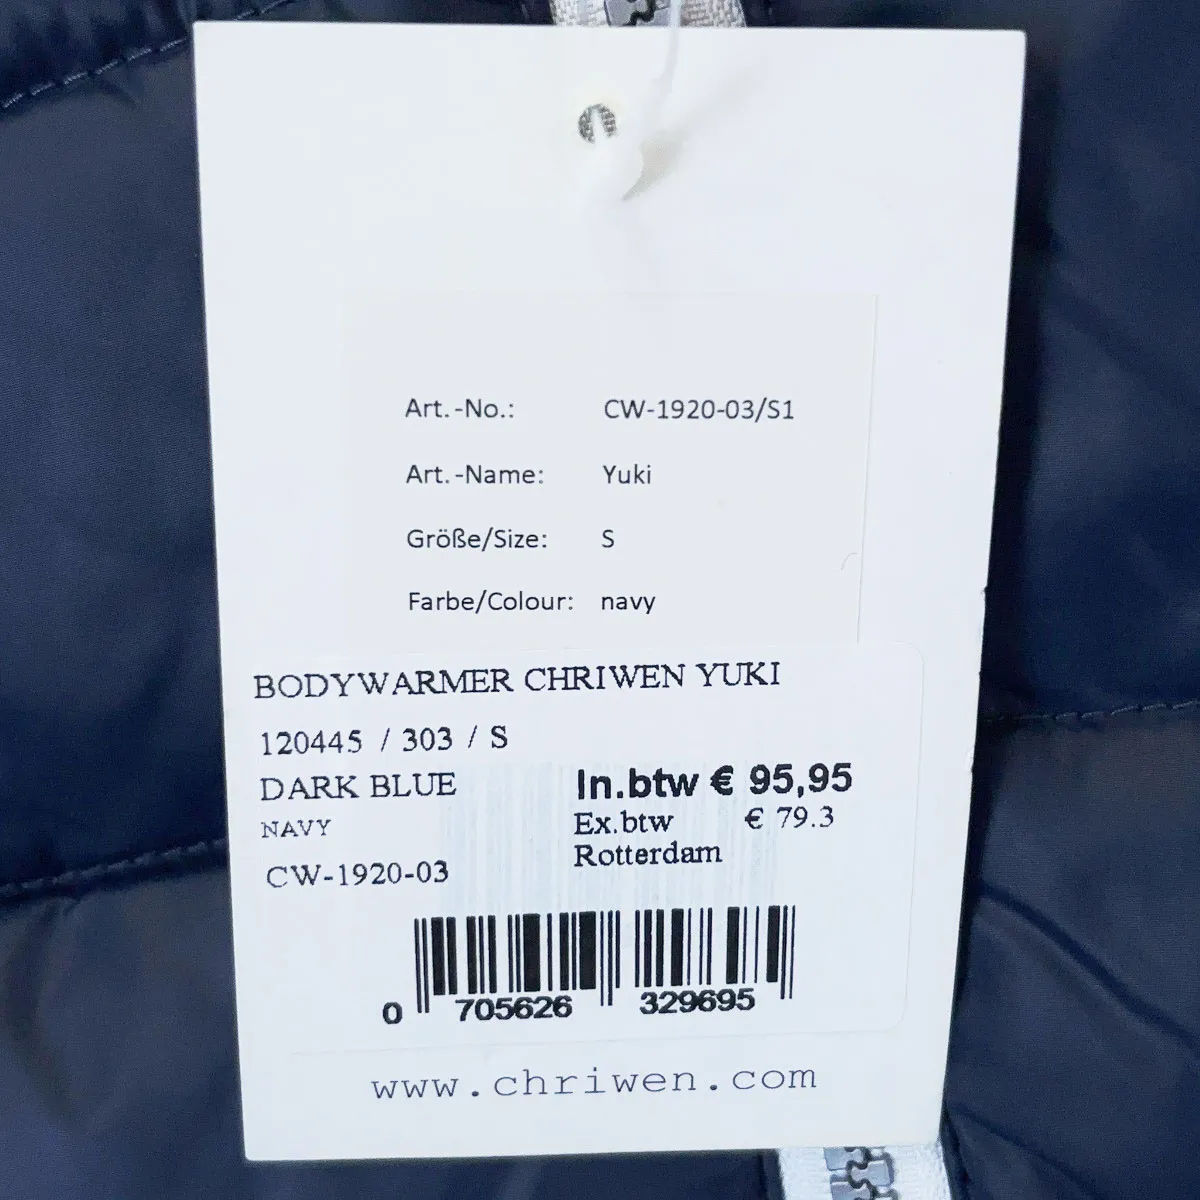 Art.-No.: CW-1920-03/S1
Art.-Name: Yuki
Größe/Size: S
Farbe/Colour: navy
BODYWARMER CHRIWEN YUKI
120445 / 303 / S
DARK BLUE In.btw € 95,95
NAVY Ex.btw € 79.3
Rotterdam
CW-1920-03
0 705626 329695
www.chriwen.com